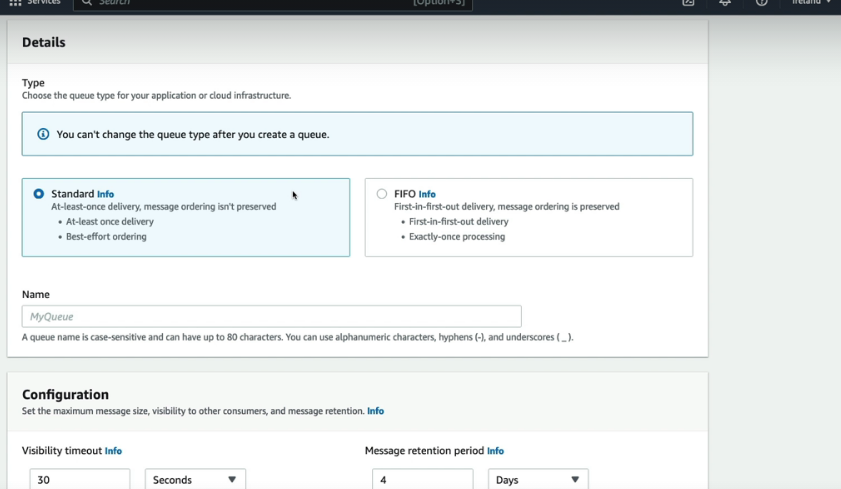 Services
Search
[Option+S]
Ireland
Details
Type
Choose the queue type for your application or cloud infrastructure.
You can't change the queue type after you create a queue.
Standard Info
At-least-once delivery, message ordering isn't preserved
• At-least once delivery
• Best-effort ordering
FIFO Info
First-in-first-out delivery, message ordering is preserved
• First-in-first-out delivery
• Exactly-once processing
Name
MyQueue
A queue name is case-sensitive and can have up to 80 characters. You can use alphanumeric characters, hyphens (-), and underscores ( _ ).
Configuration
Set the maximum message size, visibility to other consumers, and message retention. Info
Visibility timeout Info
Message retention period Info
30
Seconds
4
Days